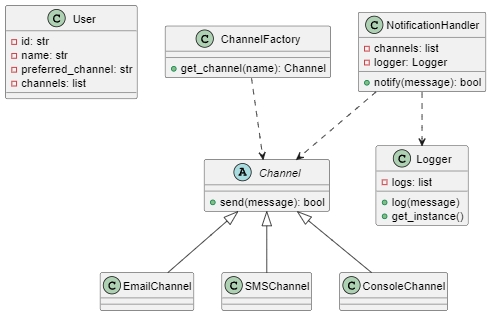 C User
id: str
name: str
preferred_channel: str
channels: list
C ChannelFactory
get_channel(name): Channel
C NotificationHandler
channels: list
logger: Logger
notify(message): bool
A Channel
send(message): bool
C Logger
logs: list
log(message)
get_instance()
C EmailChannel
C SMSChannel
C ConsoleChannel